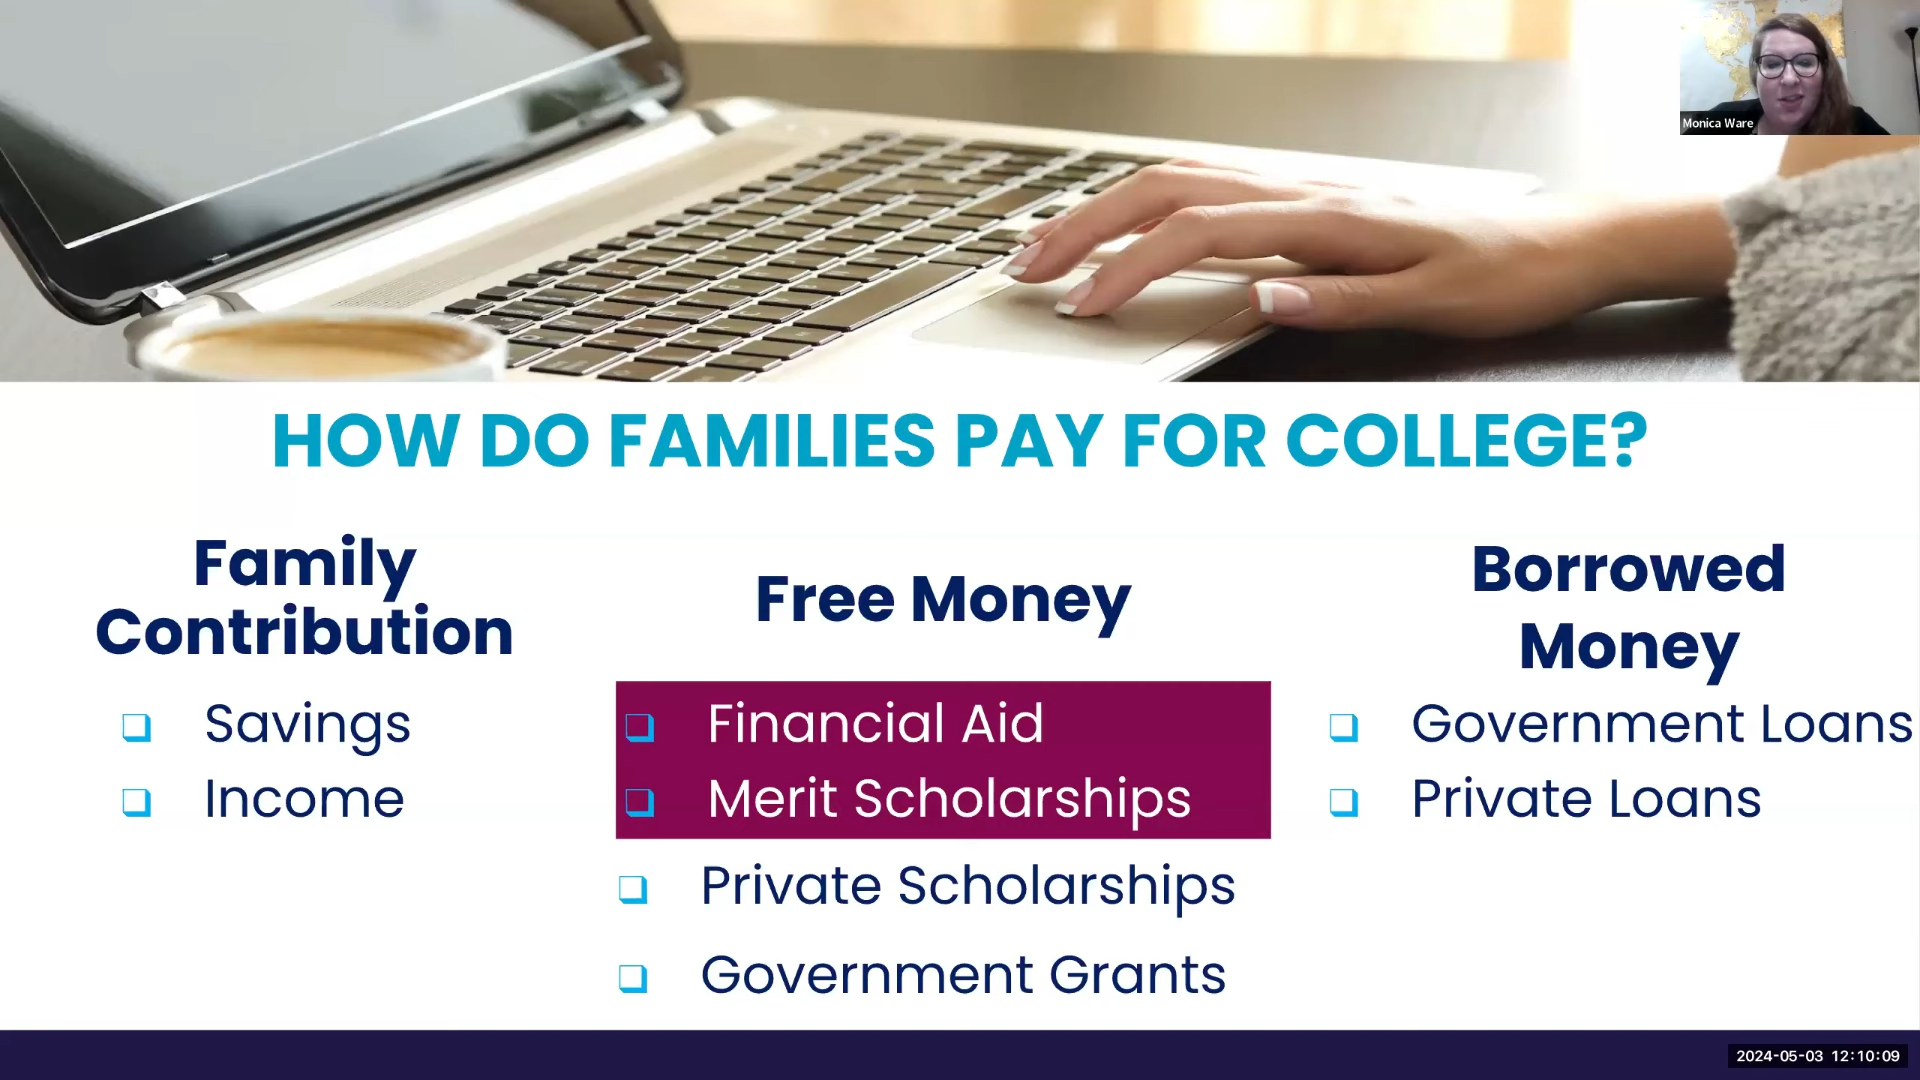 Monica Ware
HOW DO FAMILIES PAY FOR COLLEGE?
Family
Contribution
Savings
Income
Free Money
Financial Aid
Merit Scholarships
Private Scholarships
Government Grants
Borrowed
Money
Government Loans
Private Loans
2024-05-03 12:10:09